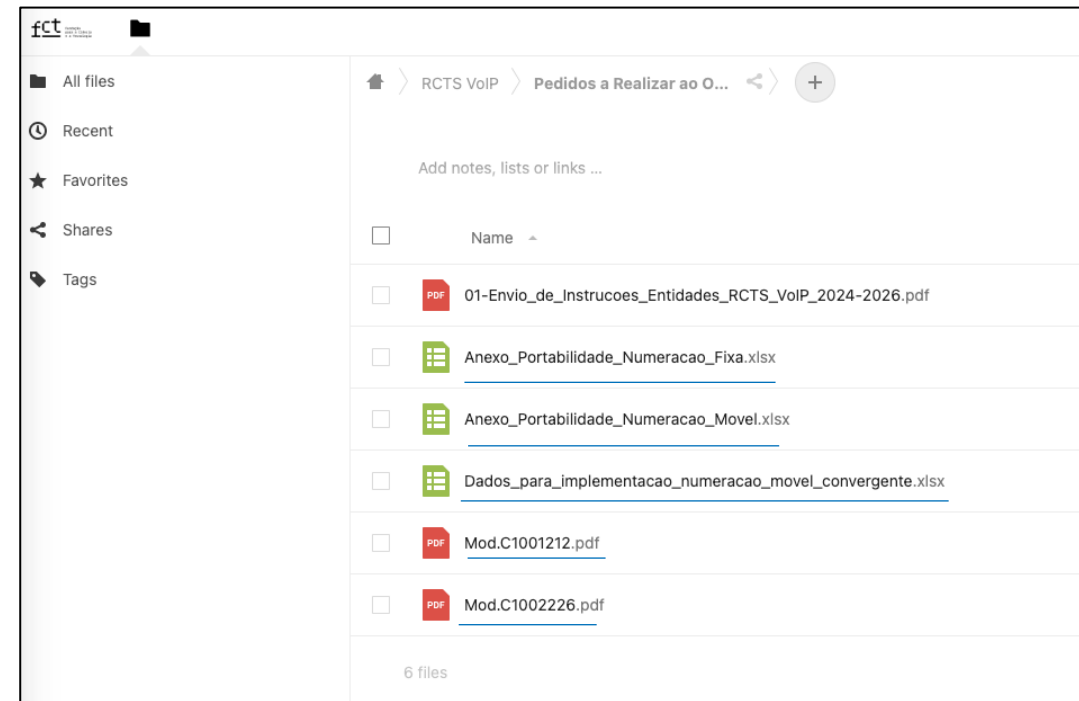 fct
All files
Recent
Favorites
Shares
Tags
RCTS VoIP
Pedidos a Realizar ao O...
+
Add notes, lists or links ...
Name
PDF 01-Envio_de_Instrucoes_Entidades_RCTS_VoIP_2024-2026.pdf
Anexo_Portabilidade_Numeracao_Fixa.xlsx
Anexo_Portabilidade_Numeracao_Movel.xlsx
Dados_para_implementacao_numeracao_movel_convergente.xlsx
PDF Mod.C1001212.pdf
PDF Mod.C1002226.pdf
6 files